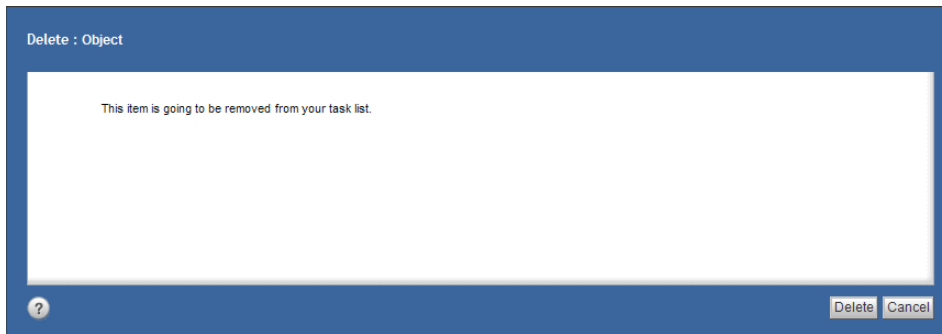 Delete : Object
This item is going to be removed from your task list.
?
Delete Cancel